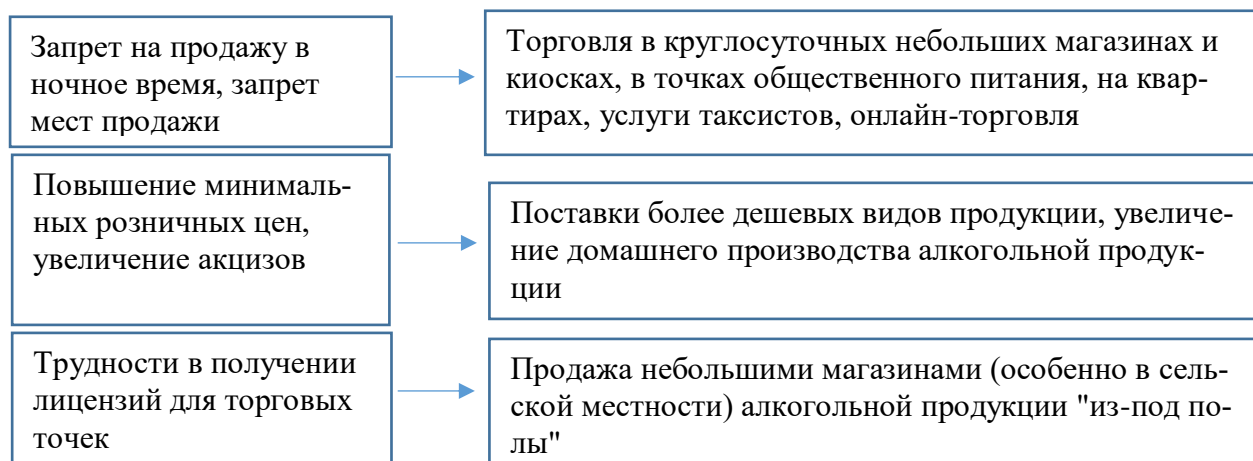 Запрет на продажу в
ночное время, запрет
мест продажи
Торговля в круглосуточных небольших магазинах и
киосках, в точках общественного питания, на квар-
тирах, услуги таксистов, онлайн-торговля
Повышение минималь-
ных розничных цен,
увеличение акцизов
Поставки более дешевых видов продукции, увеличе-
ние домашнего производства алкогольной продук-
ции
Трудности в получении
лицензий для торговых
точек
Продажа небольшими магазинами (особенно в сель-
ской местности) алкогольной продукции "из-под по-
лы"